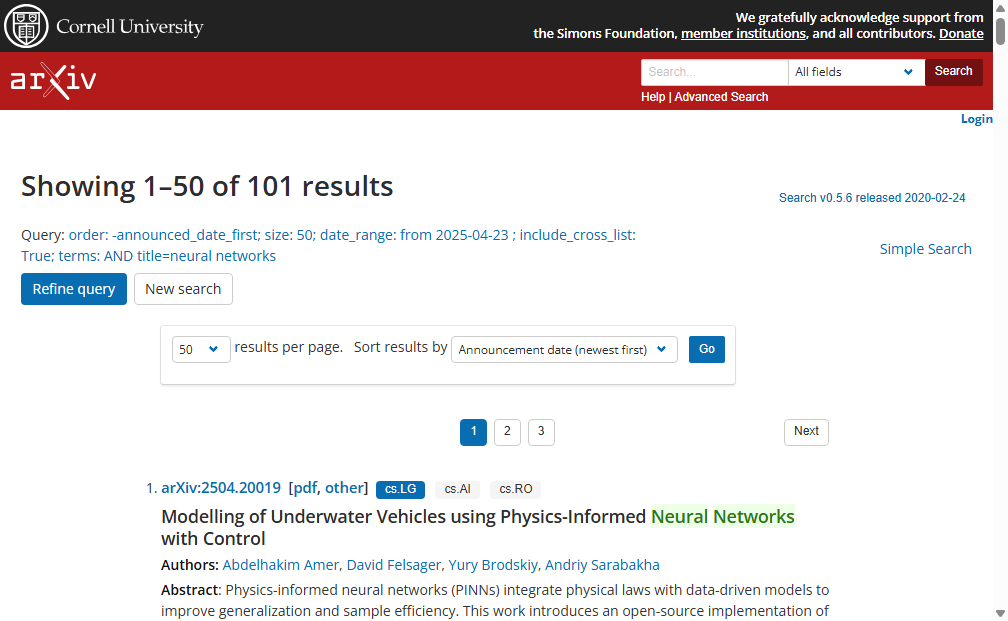 Cornell University
We gratefully acknowledge support from
the Simons Foundation, member institutions, and all contributors. Donate
arXiv
Search...
All fields
Search
Help | Advanced Search
Login
Showing 1–50 of 101 results
Search v0.5.6 released 2020-02-24
Query: order: -announced_date_first; size: 50; date_range: from 2025-04-23 ; include_cross_list:
True; terms: AND title=neural networks
Simple Search
Refine query
New search
50 results per page. Sort results by Announcement date (newest first) Go
1 2 3 Next
1. arXiv:2504.20019 [pdf, other] cs.LG cs.AI cs.RO
Modelling of Underwater Vehicles using Physics-Informed Neural Networks
with Control
Authors: Abdelhakim Amer, David Felsager, Yury Brodskiy, Andriy Sarabakha
Abstract: Physics-informed neural networks (PINNs) integrate physical laws with data-driven models to
improve generalization and sample efficiency. This work introduces an open-source implementation of